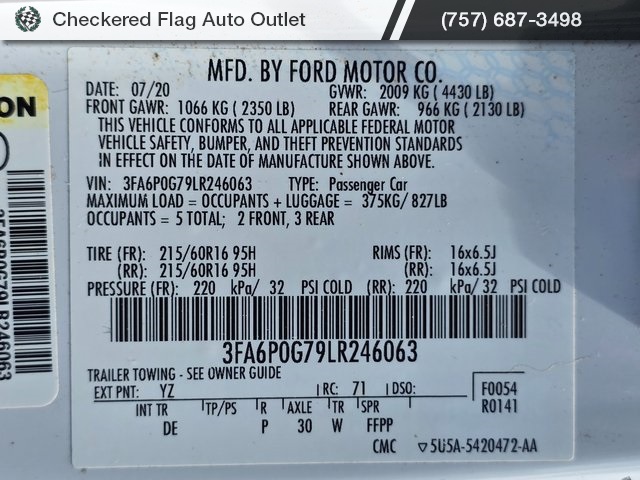 Checkered Flag Auto Outlet (757) 687-3498
MFD. BY FORD MOTOR CO.
DATE: 07/20 GVWR: 2009 KG ( 4430 LB)
FRONT GAWR: 1066 KG ( 2350 LB) REAR GAWR: 966 KG ( 2130 LB)
THIS VEHICLE CONFORMS TO ALL APPLICABLE FEDERAL MOTOR
VEHICLE SAFETY, BUMPER, AND THEFT PREVENTION STANDARDS
IN EFFECT ON THE DATE OF MANUFACTURE SHOWN ABOVE.
VIN: 3FA6P0G79LR246063 TYPE: Passenger Car
MAXIMUM LOAD = OCCUPANTS + LUGGAGE = 375KG/ 827LB
OCCUPANTS = 5 TOTAL; 2 FRONT, 3 REAR
TIRE (FR): 215/60R16 95H RIMS (FR): 16x6.5J
(RR): 215/60R16 95H (RR): 16x6.5J
PRESSURE (FR): 220 kPa/ 32 PSI COLD (RR): 220 kPa/ 32 PSI COLD
3FA6P0G79LR246063
TRAILER TOWING - SEE OWNER GUIDE
EXT PNT: YZ RC: 71 DSO: F0054
INT TR TP/PS R AXLE TR SPR R0141
DE P 30 W FFPP
CMC ▽5U5A-5420472-AA
ON
3FA6P0G79LR246063